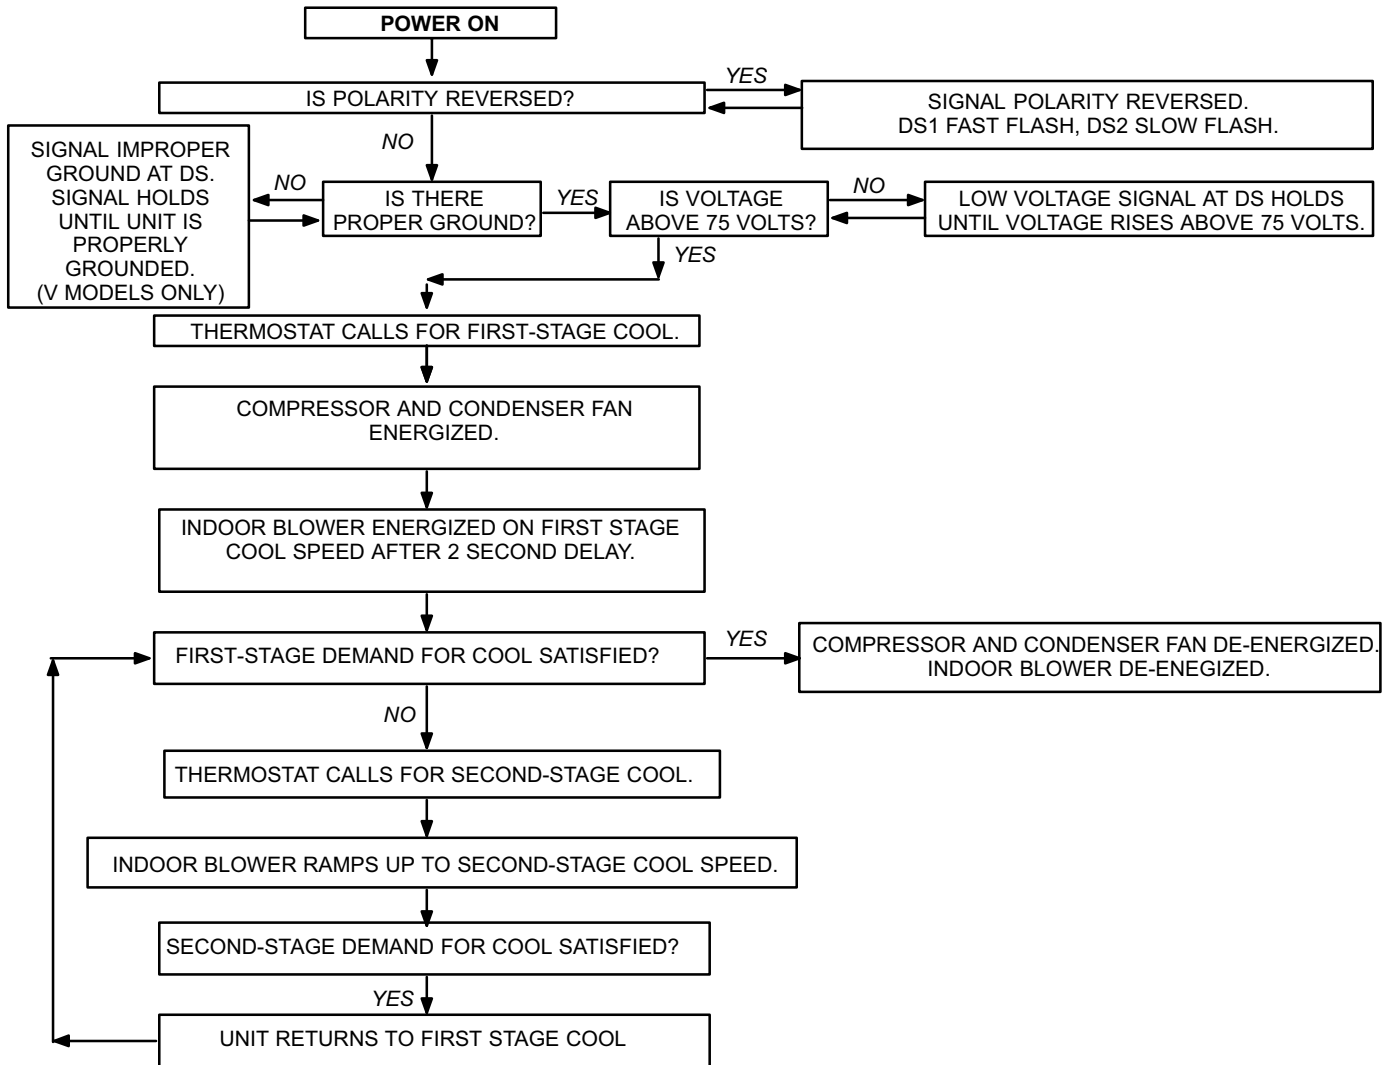 POWER ON
IS POLARITY REVERSED?
YES
SIGNAL POLARITY REVERSED.
DS1 FAST FLASH, DS2 SLOW FLASH.
NO
SIGNAL IMPROPER
GROUND AT DS.
SIGNAL HOLDS
UNTIL UNIT IS
PROPERLY
GROUNDED.
(V MODELS ONLY)
NO
IS THERE
PROPER GROUND?
YES
IS VOLTAGE
ABOVE 75 VOLTS?
NO
LOW VOLTAGE SIGNAL AT DS HOLDS
UNTIL VOLTAGE RISES ABOVE 75 VOLTS.
YES
THERMOSTAT CALLS FOR FIRST-STAGE COOL.
COMPRESSOR AND CONDENSER FAN
ENERGIZED.
INDOOR BLOWER ENERGIZED ON FIRST STAGE
COOL SPEED AFTER 2 SECOND DELAY.
FIRST-STAGE DEMAND FOR COOL SATISFIED?
YES
COMPRESSOR AND CONDENSER FAN DE-ENERGIZED.
INDOOR BLOWER DE-ENEGIZED.
NO
THERMOSTAT CALLS FOR SECOND-STAGE COOL.
INDOOR BLOWER RAMPS UP TO SECOND-STAGE COOL SPEED.
SECOND-STAGE DEMAND FOR COOL SATISFIED?
YES
UNIT RETURNS TO FIRST STAGE COOL